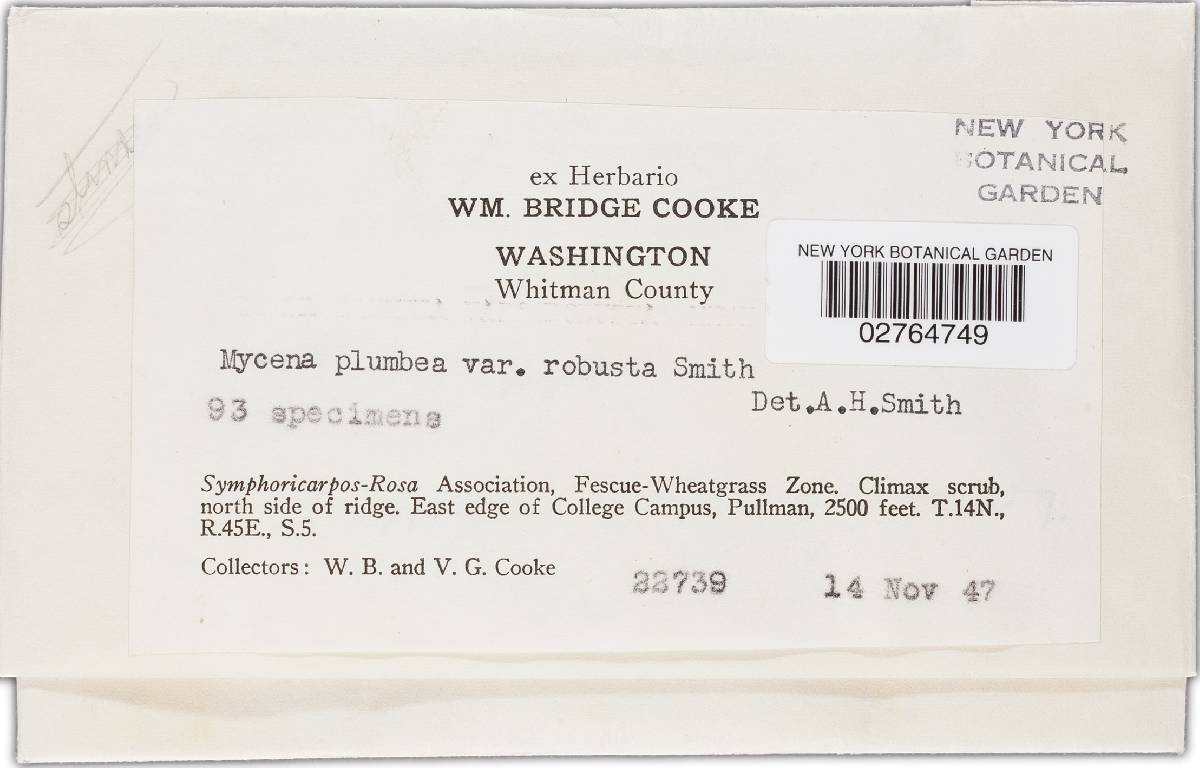 NEW YORK
BOTANICAL
GARDEN
ex Herbario
WM. BRIDGE COOKE
WASHINGTON
Whitman County
NEW YORK BOTANICAL GARDEN
02764749
Mycena plumbea var. robusta Smith
Det.A.H.Smith
93 specimens
Symphoricarpos-Rosa Association, Fescue-Wheatgrass Zone. Climax scrub,
north side of ridge. East edge of College Campus, Pullman, 2500 feet. T.14N.,
R.45E., S.5.
Collectors: W. B. and V. G. Cooke
14 Nov 47